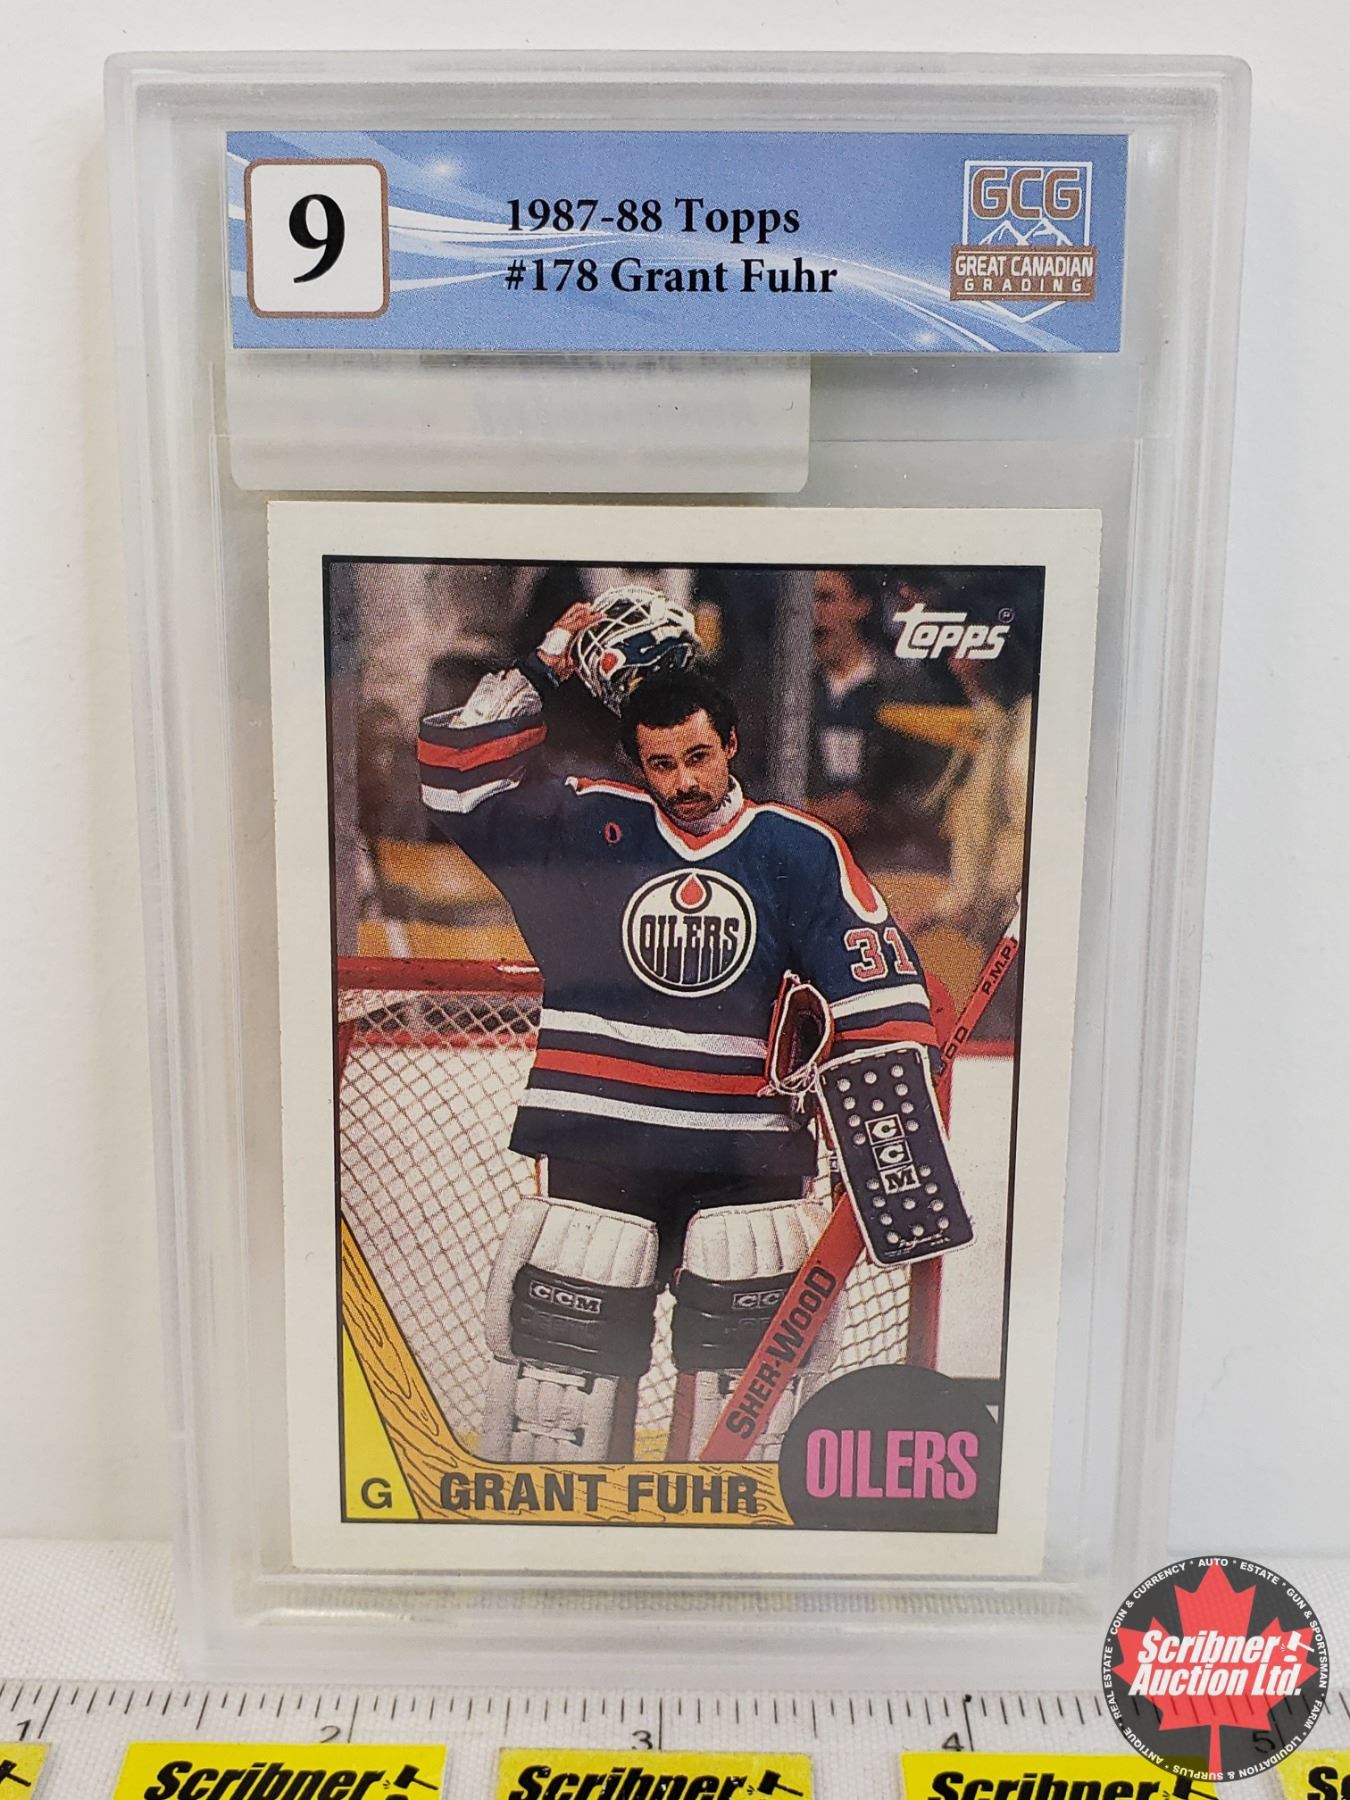 9
1987-88 Topps
#178 Grant Fuhr
GCG
GREAT CANADIAN
GRADING
topps®
OILERS
31
P.M.P.
CCM
CCM
CC
SHER-WOOD
G
GRANT FUHR
OILERS
COIN & CURRENCY * AUTO * ESTATE * GUN & SPORTSMAN * FARM * LIQUIDATION & SURPLUS * ANTIQUE * REAL ESTATE *
Scribner
Auction Ltd.
1 2 3 4 5
Scribner Scribner Scribner